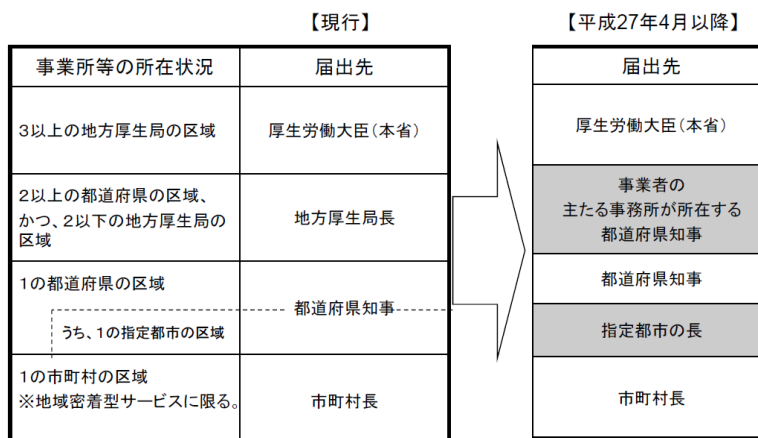 【現行】
【平成27年4月以降】
事業所等の所在状況
届出先
届出先
3以上の地方厚生局の区域
厚生労働大臣(本省)
厚生労働大臣(本省)
2以上の都道府県の区域、
かつ、2以下の地方厚生局の
区域
地方厚生局長
事業者の
主たる事務所が所在する
都道府県知事
1の都道府県の区域
都道府県知事
都道府県知事
うち、1の指定都市の区域
指定都市の長
1の市町村の区域
※地域密着型サービスに限る。
市町村長
市町村長